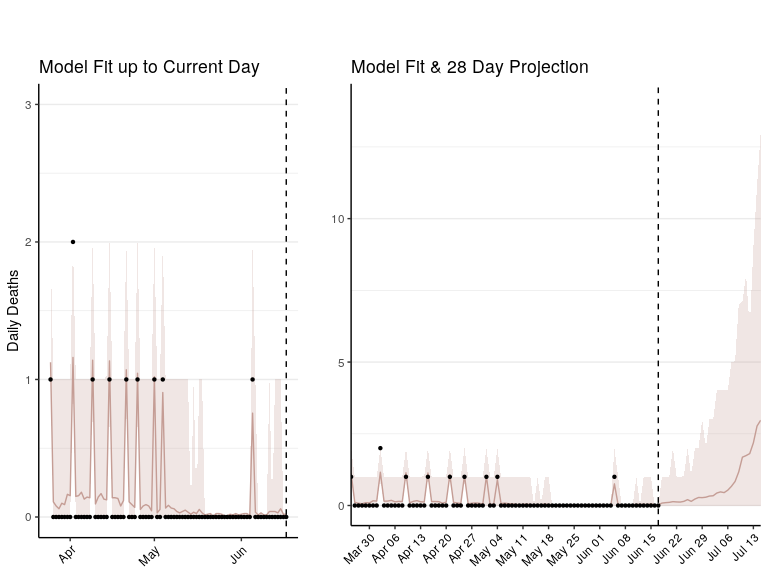 Model Fit up to Current Day
Daily Deaths
3
2
1
0
Apr
May
Jun
Model Fit & 28 Day Projection
10
5
0
Mar 30
Apr 06
Apr 13
Apr 20
Apr 27
May 04
May 11
May 18
May 25
Jun 01
Jun 08
Jun 15
Jun 22
Jun 29
Jul 06
Jul 13